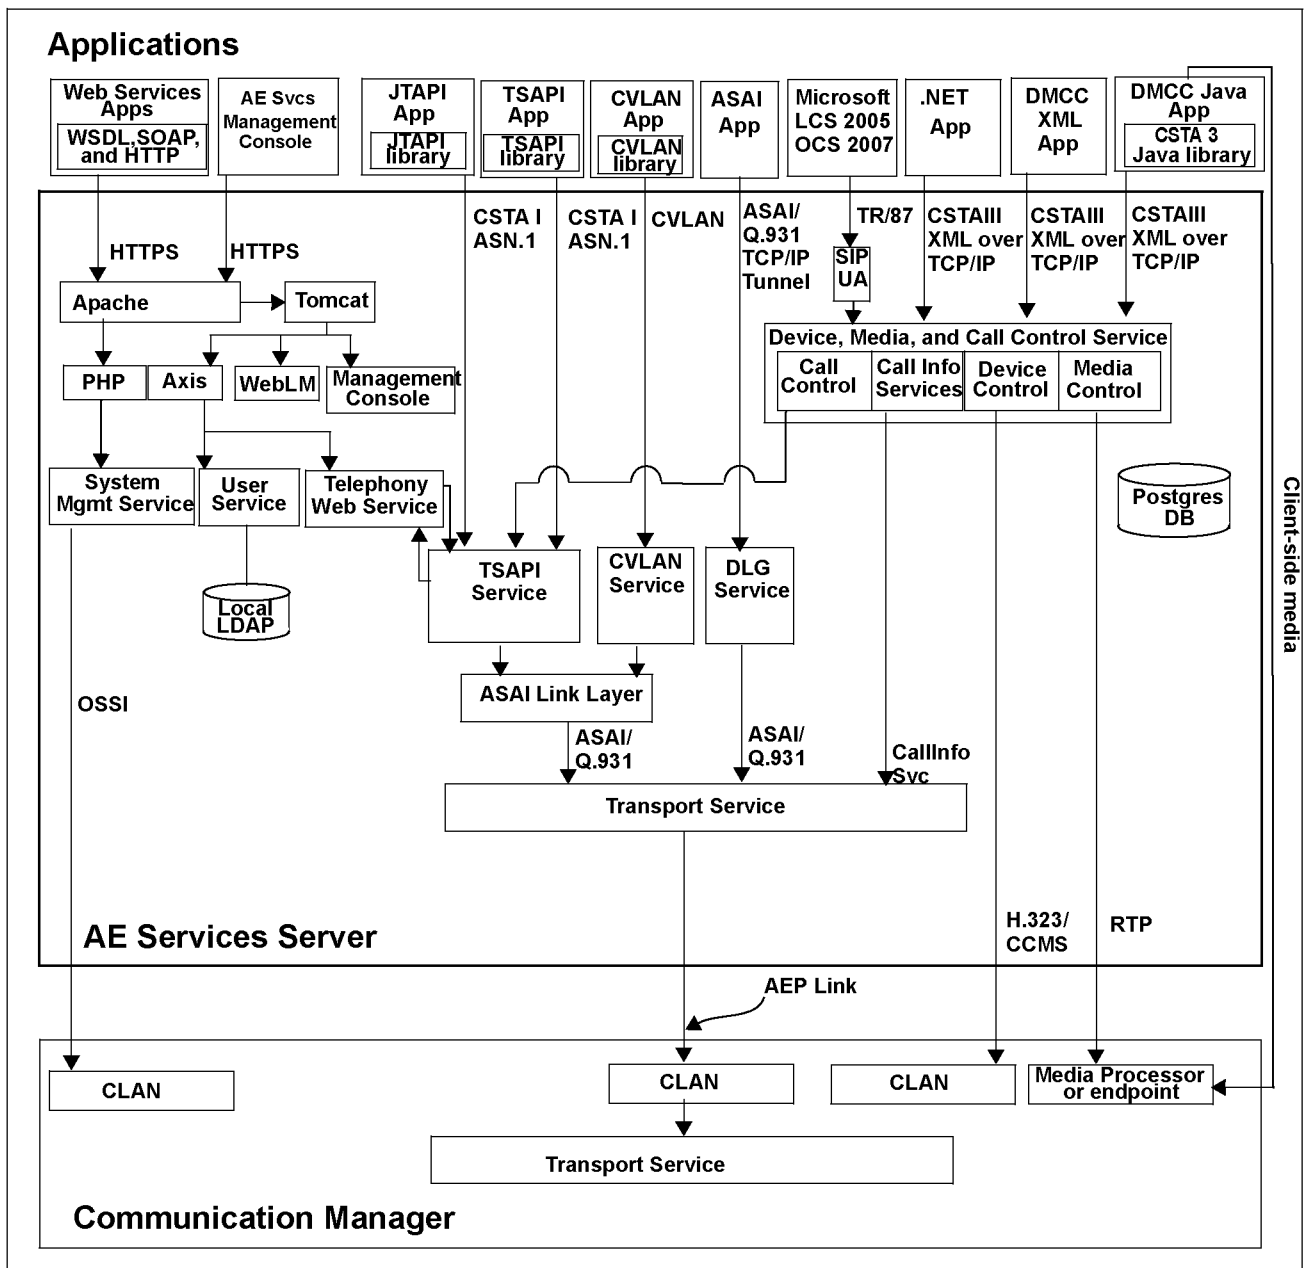 Applications
Web Services
Apps
WSDL,SOAP,
and HTTP
AE Svcs
Management
Console
JTAPI
App
JTAPI
library
TSAPI
App
TSAPI
library
CVLAN
App
CVLAN
library
ASAI
App
Microsoft
LCS 2005
OCS 2007
.NET
App
DMCC
XML
App
DMCC Java
App
CSTA 3
Java library
HTTPS
HTTPS
CSTA I
ASN.1
CSTA I
ASN.1
CVLAN
ASAI/
Q.931
TCP/IP
Tunnel
TR/87
SIP
UA
CSTAIII
XML over
TCP/IP
CSTAIII
XML over
TCP/IP
CSTAIII
XML over
TCP/IP
Apache
Tomcat
Device, Media, and Call Control Service
Call
Control
Call Info
Services
Device
Control
Media
Control
PHP
Axis
WebLM
Management
Console
System
Mgmt Service
User
Service
Telephony
Web Service
Postgres
DB
Client-side media
TSAPI
Service
CVLAN
Service
DLG
Service
Local
LDAP
OSSI
ASAI Link Layer
ASAI/
Q.931
ASAI/
Q.931
CallInfo
Svc
Transport Service
AE Services Server
H.323/
CCMS
RTP
AEP Link
CLAN
CLAN
CLAN
Media Processor
or endpoint
Transport Service
Communication Manager